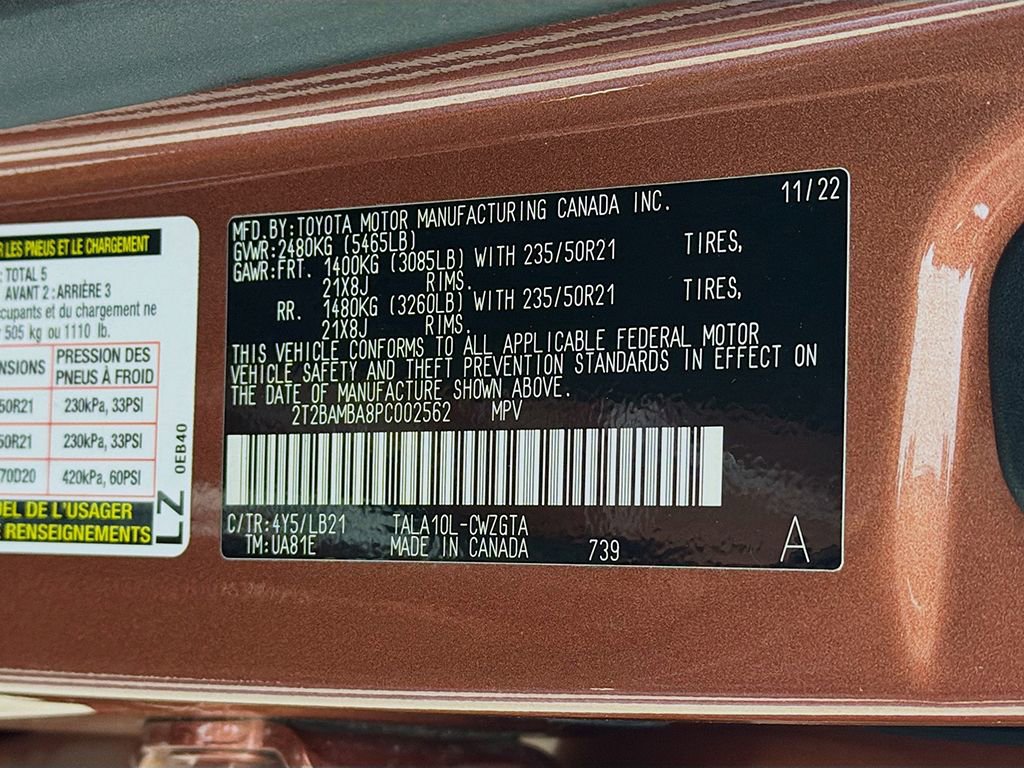 R LES PNEUS ET LE CHARGEMENT
: TOTAL 5
AVANT 2 : ARRIÈRE 3
ccupants et du chargement ne
505 kg ou 1110 lb.
NSIONS PRESSION DES PNEUS À FROID
50R21 230kPa, 33PSI
50R21 230kPa, 33PSI
70D20 420kPa, 60PSI
UEL DE L'USAGER
E RENSEIGNEMENTS
0EB40
LZ
11/22
MFD.BY:TOYOTA MOTOR MANUFACTURING CANADA INC.
GVWR:2480KG (5465LB)
GAWR:FRT. 1400KG (3085LB) WITH 235/50R21 TIRES,
21X8J RIMS.
RR. 1480KG (3260LB) WITH 235/50R21 TIRES,
21X8J RIMS.
THIS VEHICLE CONFORMS TO ALL APPLICABLE FEDERAL MOTOR
VEHICLE SAFETY AND THEFT PREVENTION STANDARDS IN EFFECT ON
THE DATE OF MANUFACTURE SHOWN ABOVE.
2T2BAMBA8PC002562 MPV
C/TR:4Y5/LB21 TALA10L-CWZGTA
TM:UA81E MADE IN CANADA 739 A